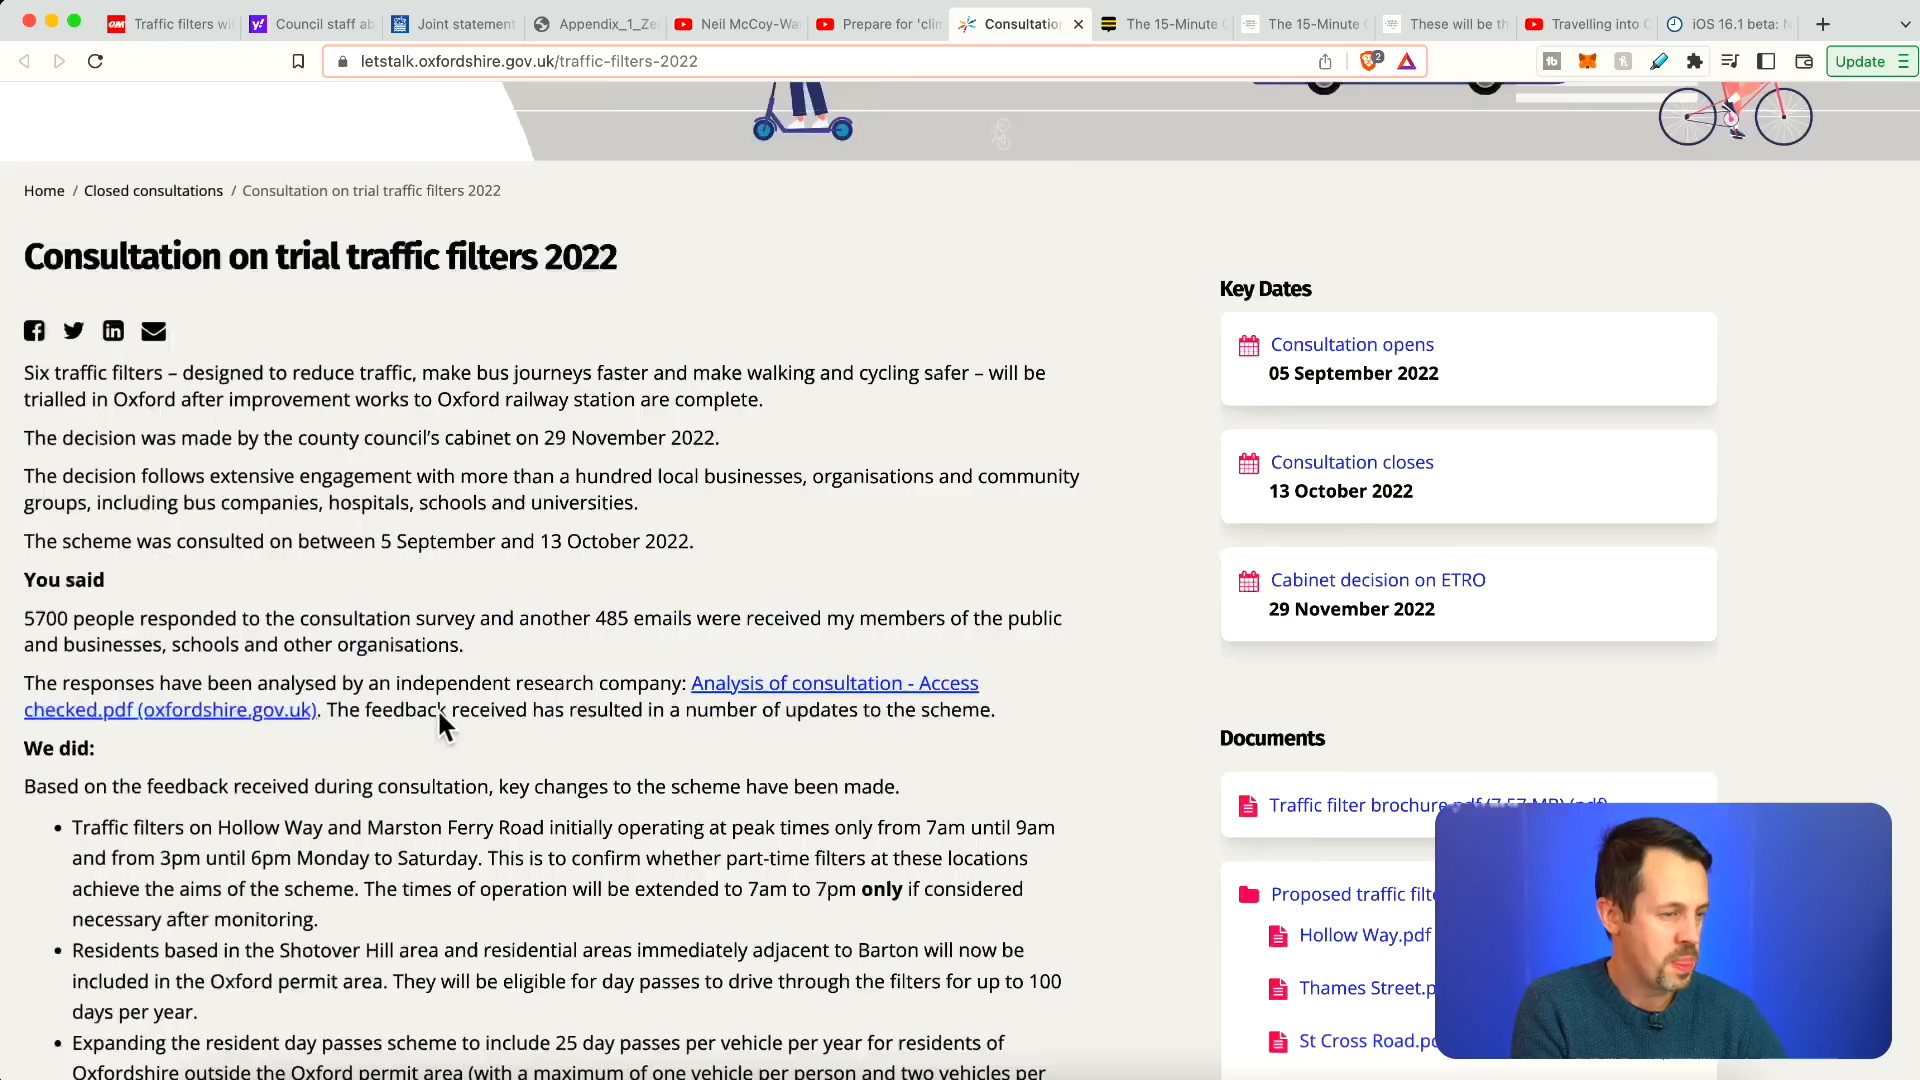 Traffic filters wi
Council staff ab
Joint statement
Appendix_1_Ze
Neil McCoy-Wa
Prepare for 'clin
Consultatio
The 15-Minute
The 15-Minute
These will be th
Travelling into
iOS 16.1 beta: N
letstalk.oxfordshire.gov.uk/traffic-filters-2022
2
Update
Home / Closed consultations / Consultation on trial traffic filters 2022
Consultation on trial traffic filters 2022
Six traffic filters – designed to reduce traffic, make bus journeys faster and make walking and cycling safer – will be
trialled in Oxford after improvement works to Oxford railway station are complete.
The decision was made by the county council's cabinet on 29 November 2022.
The decision follows extensive engagement with more than a hundred local businesses, organisations and community
groups, including bus companies, hospitals, schools and universities.
The scheme was consulted on between 5 September and 13 October 2022.
You said
5700 people responded to the consultation survey and another 485 emails were received my members of the public
and businesses, schools and other organisations.
The responses have been analysed by an independent research company: Analysis of consultation - Access
checked.pdf (oxfordshire.gov.uk). The feedback received has resulted in a number of updates to the scheme.
We did:
Based on the feedback received during consultation, key changes to the scheme have been made.
• Traffic filters on Hollow Way and Marston Ferry Road initially operating at peak times only from 7am until 9am
and from 3pm until 6pm Monday to Saturday. This is to confirm whether part-time filters at these locations
achieve the aims of the scheme. The times of operation will be extended to 7am to 7pm only if considered
necessary after monitoring.
• Residents based in the Shotover Hill area and residential areas immediately adjacent to Barton will now be
included in the Oxford permit area. They will be eligible for day passes to drive through the filters for up to 100
days per year.
• Expanding the resident day passes scheme to include 25 day passes per vehicle per year for residents of
Oxfordshire outside the Oxford permit area (with a maximum of one vehicle per person and two vehicles per
Key Dates
Consultation opens
05 September 2022
Consultation closes
13 October 2022
Cabinet decision on ETRO
29 November 2022
Documents
Traffic filter brochure.pdf (7.57 MB) (pdf)
Proposed traffic filte
Hollow Way.pdf
Thames Street.p
St Cross Road.pd